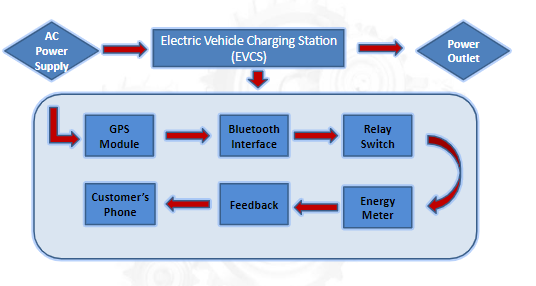 AC
Power
Supply
Electric Vehicle Charging Station
(EVCS)
Power
Outlet
GPS
Module
Bluetooth
Interface
Relay
Switch
Customer's
Phone
Feedback
Energy
Meter